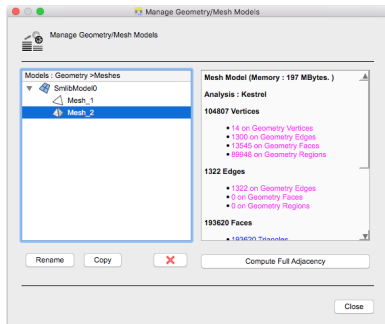 Manage Geometry/Mesh Models
Manage Geometry/Mesh Models
Models : Geometry >Meshes
SmlibModel0
Mesh_1
Mesh_2
Mesh Model (Memory : 197 MBytes. )
Analysis : Kestrel
104807 Vertices
• 14 on Geometry Vertices
• 1300 on Geometry Edges
• 13545 on Geometry Faces
• 89948 on Geometry Regions
1322 Edges
• 1322 on Geometry Edges
• 0 on Geometry Faces
• 0 on Geometry Regions
193620 Faces
• 193620 Triangles
Rename
Copy
Compute Full Adjacency
Close